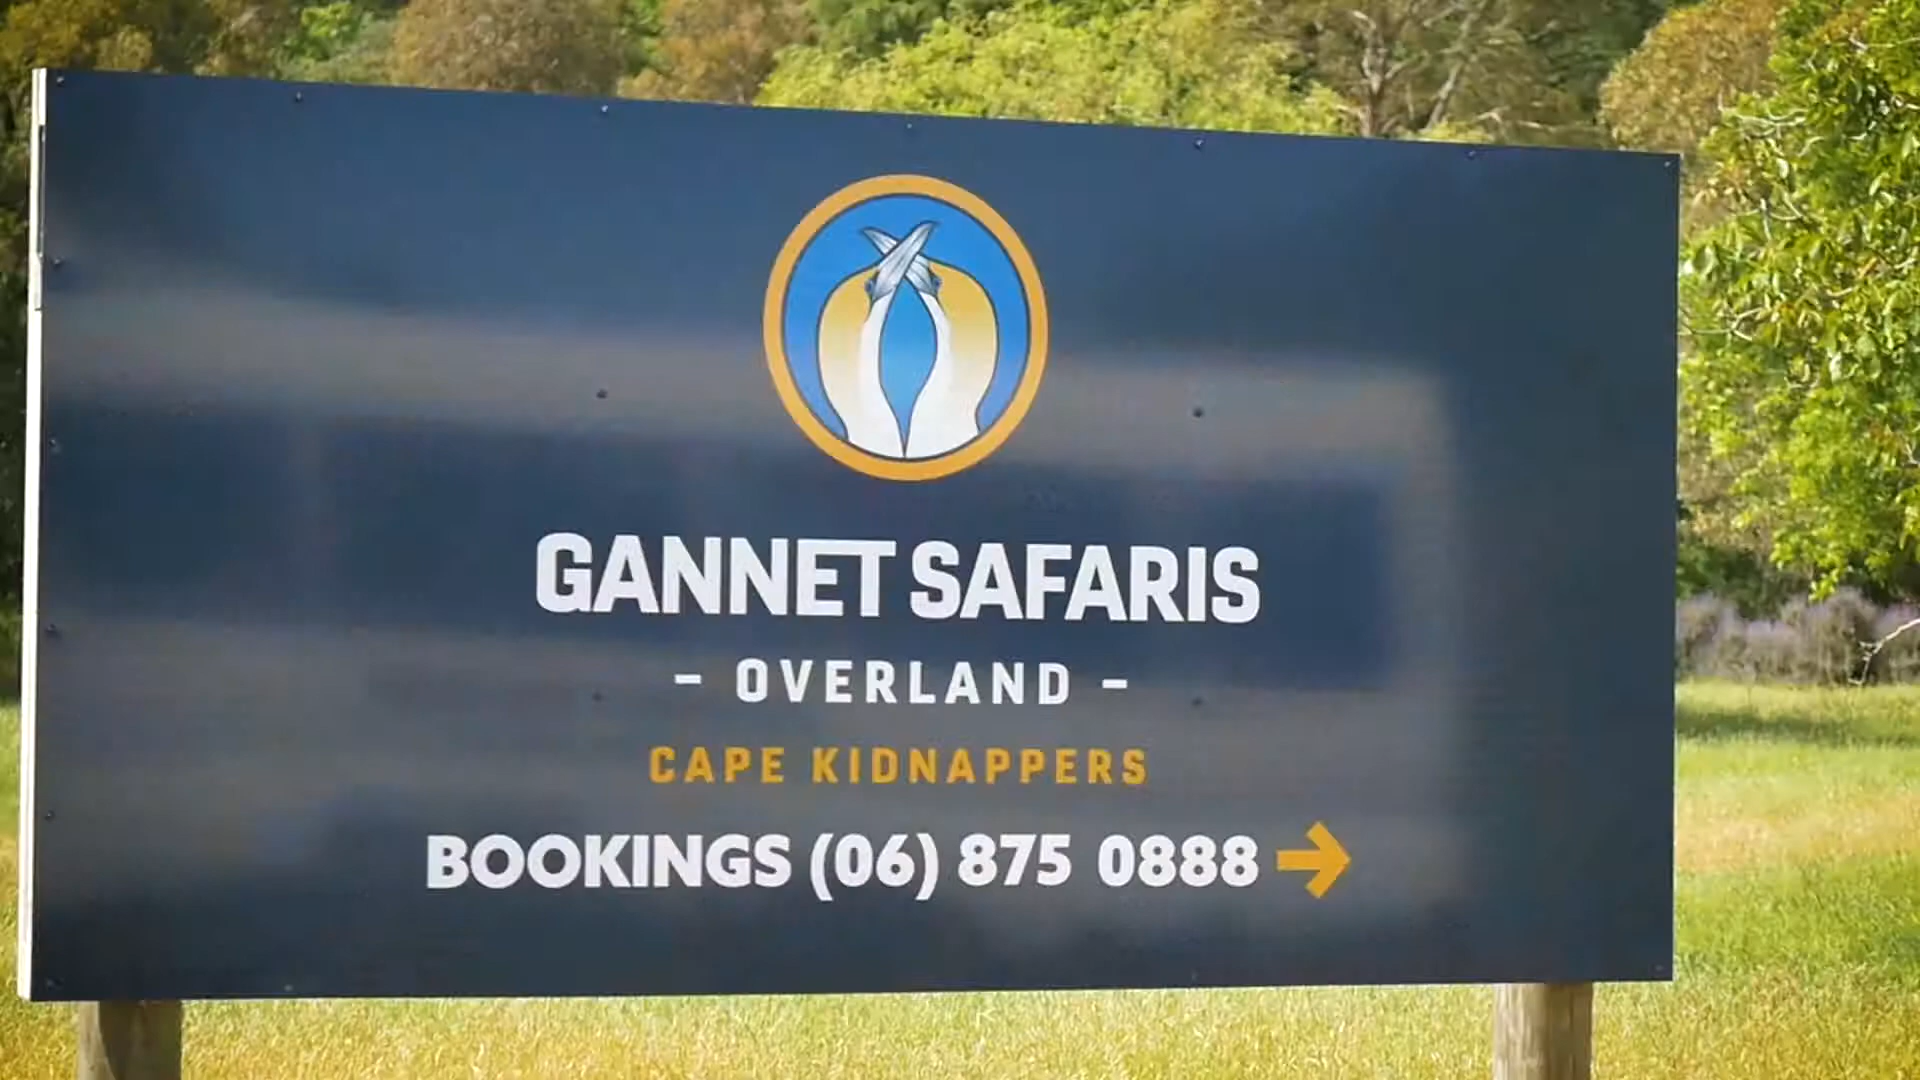 GANNET SAFARIS
- OVERLAND -
CAPE KIDNAPPERS
BOOKINGS (06) 875 0888